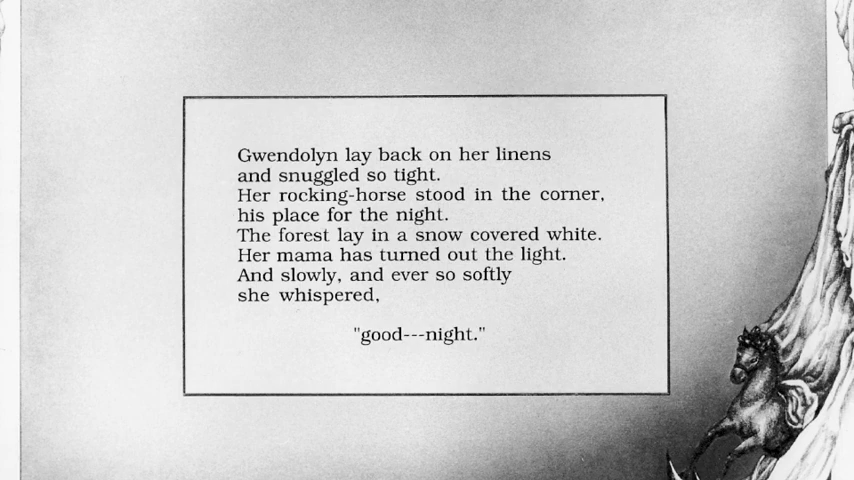 Gwendolyn lay back on her linens
and snuggled so tight.
Her rocking-horse stood in the corner,
his place for the night.
The forest lay in a snow covered white.
Her mama has turned out the light.
And slowly, and ever so softly
she whispered,
"good---night."